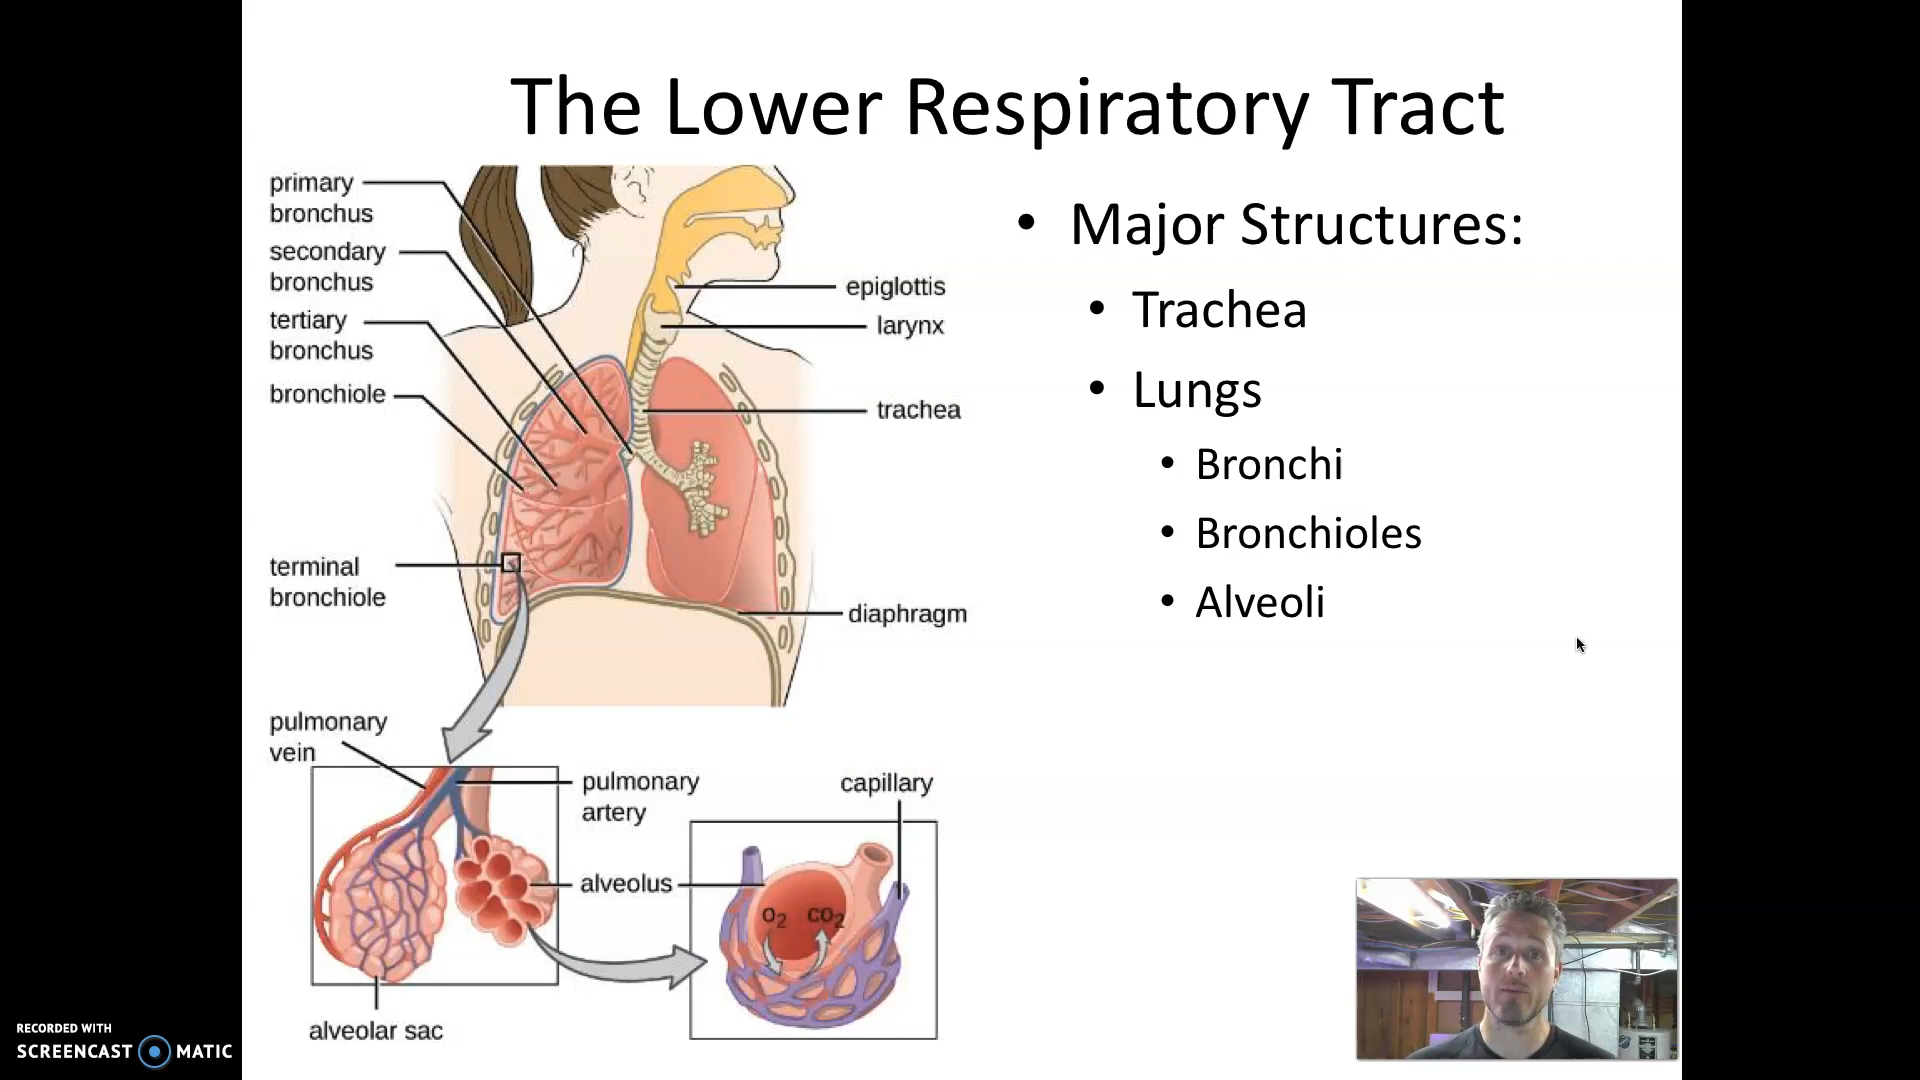 The Lower Respiratory Tract
primary
bronchus
secondary
bronchus
tertiary
bronchus
bronchiole
terminal
bronchiole
epiglottis
larynx
trachea
diaphragm
• Major Structures:
• Trachea
• Lungs
• Bronchi
• Bronchioles
• Alveoli
pulmonary
vein
pulmonary
artery
alveolus
capillary
O2 CO2
alveolar sac
RECORDED WITH
SCREENCAST MATIC